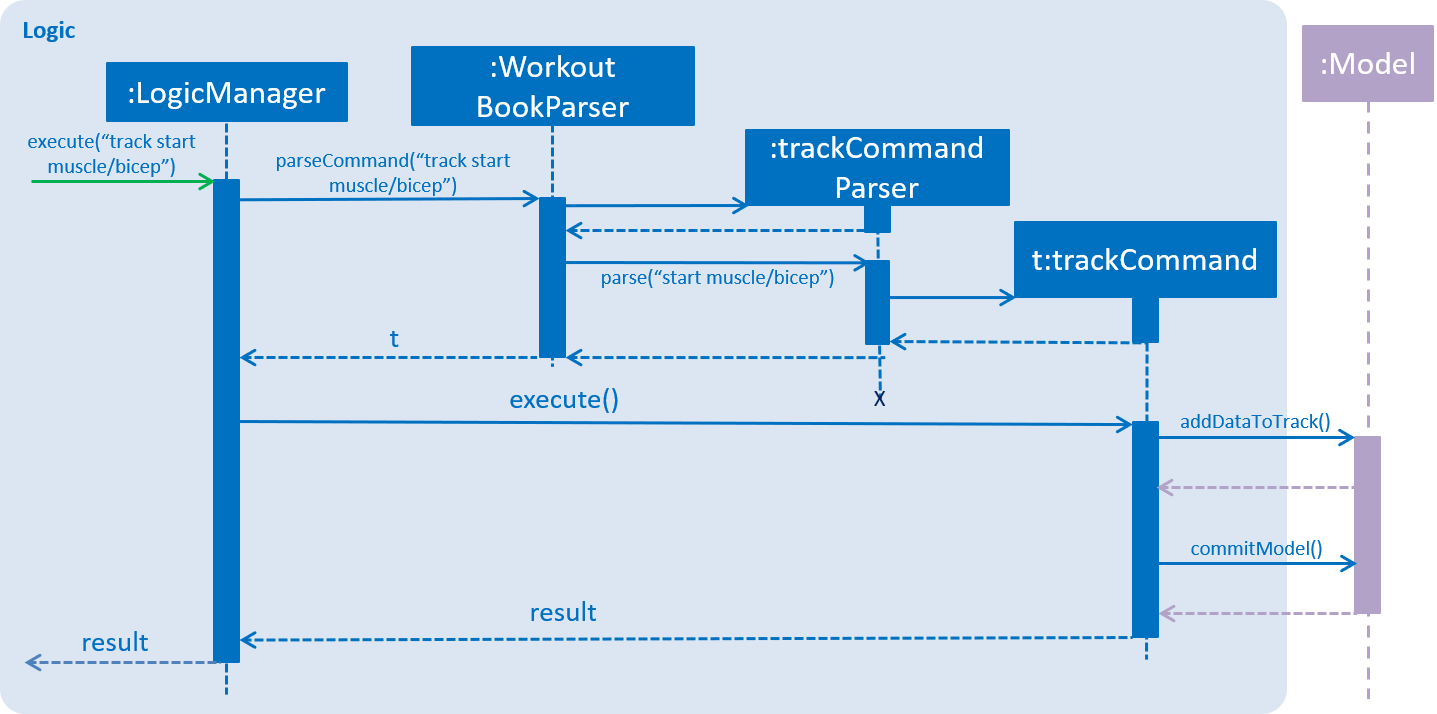 Logic
:Model
:LogicManager
:Workout
BookParser
execute(“track start
muscle/bicep”)
parseCommand(“track start
muscle/bicep”)
:trackCommand
Parser
t:trackCommand
parse(“start muscle/bicep”)
t
execute()
X
addDataToTrack()
commitModel()
result
result